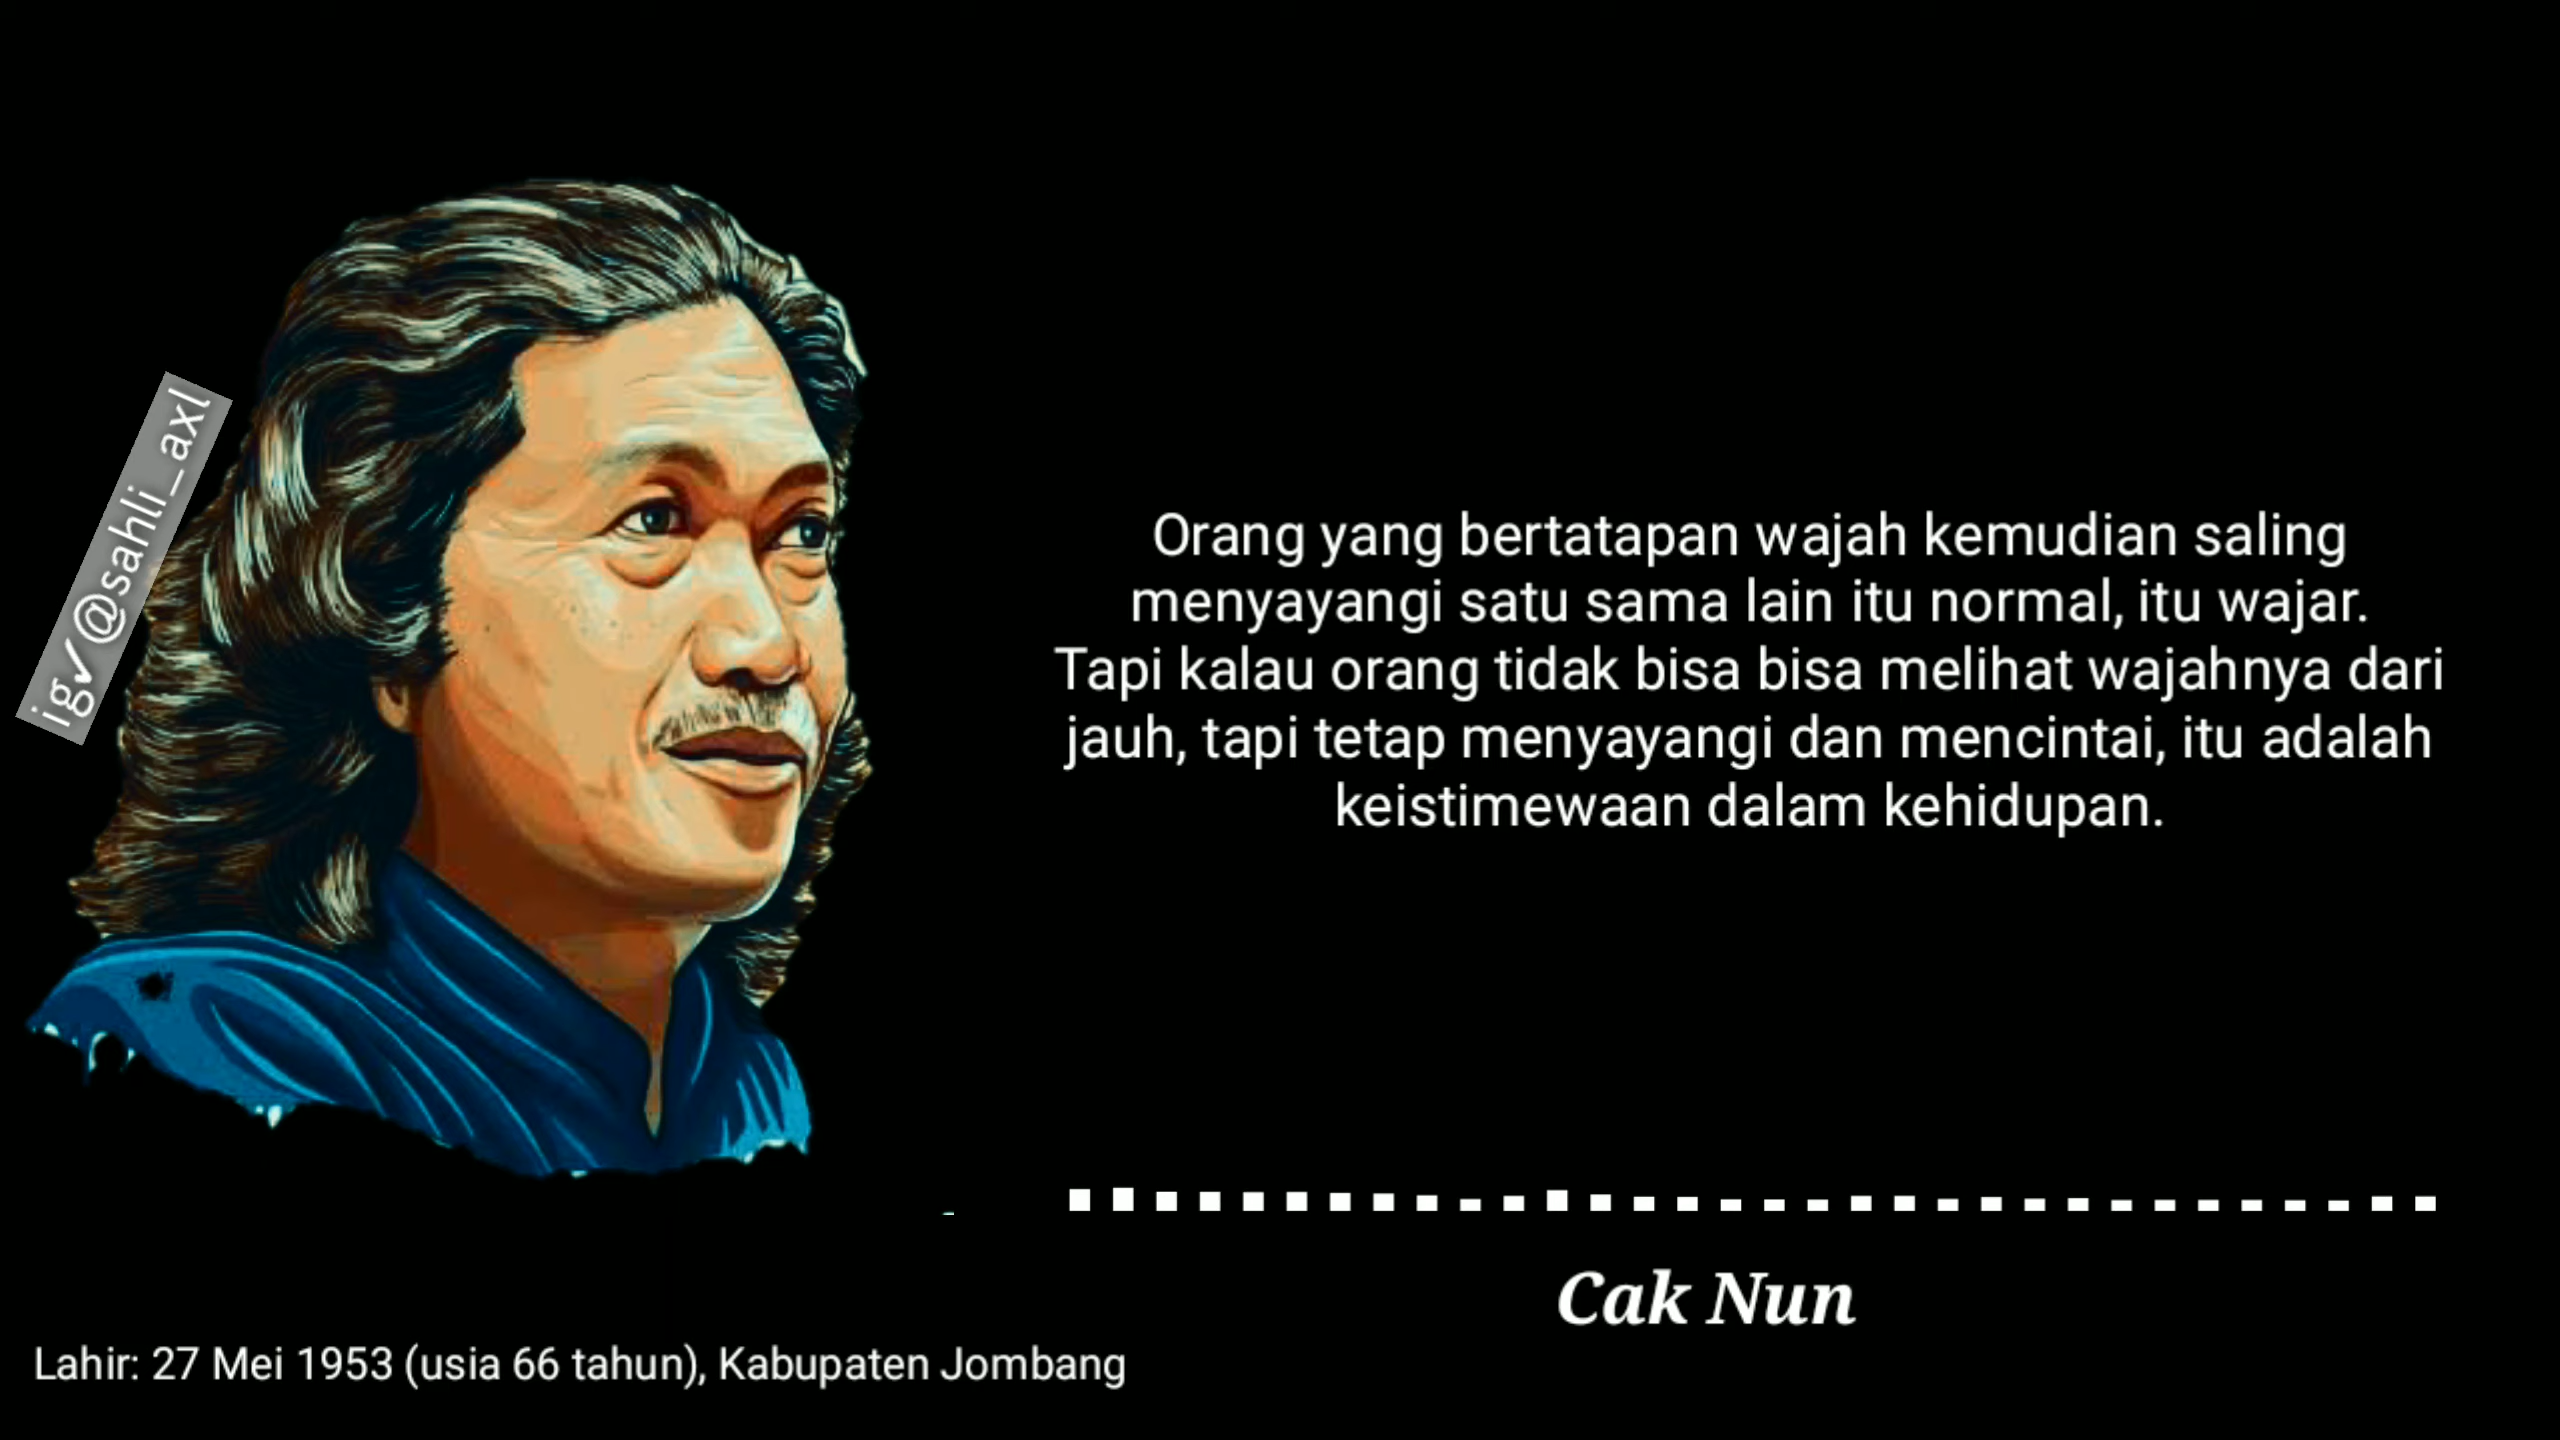 ig✔@sahli_axl
Orang yang bertatapan wajah kemudian saling
menyayangi satu sama lain itu normal, itu wajar.
Tapi kalau orang tidak bisa bisa melihat wajahnya dari
jauh, tapi tetap menyayangi dan mencintai, itu adalah
keistimewaan dalam kehidupan.
Cak Nun
Lahir: 27 Mei 1953 (usia 66 tahun), Kabupaten Jombang